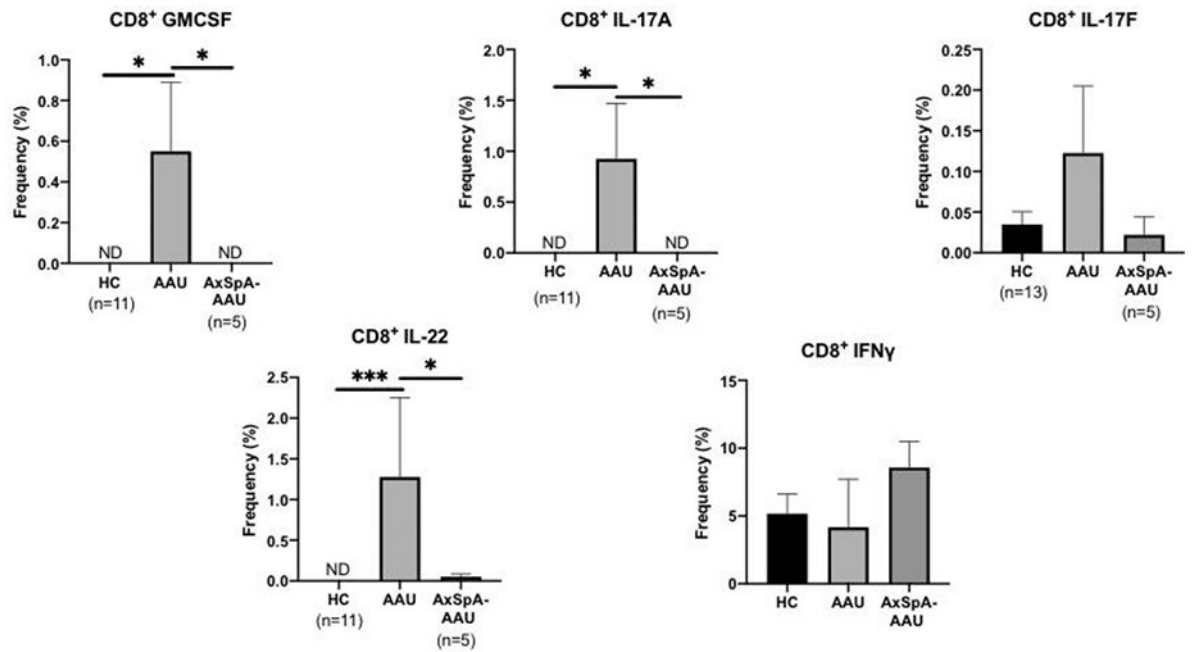 CD8⁺ GMCSF
Frequency (%)
1.0
0.8
0.6
0.4
0.2
0.0
*
*
ND
ND
HC
AAU
AxSpA-
AAU
(n=11)
(n=5)
CD8⁺ IL-17A
Frequency (%)
2.0
1.5
1.0
0.5
0.0
*
*
ND
ND
HC
AAU
AxSpA-
AAU
(n=11)
(n=5)
CD8⁺ IL-17F
Frequency (%)
0.25
0.20
0.15
0.10
0.05
0.00
HC
AAU
AxSpA-
AAU
(n=13)
(n=5)
CD8⁺ IL-22
Frequency (%)
2.5
2.0
1.5
1.0
0.5
0.0
***
*
ND
HC
AAU
AxSpA-
AAU
(n=11)
(n=5)
CD8⁺ IFNγ
Frequency (%)
15
10
5
0
HC
AAU
AxSpA-
AAU